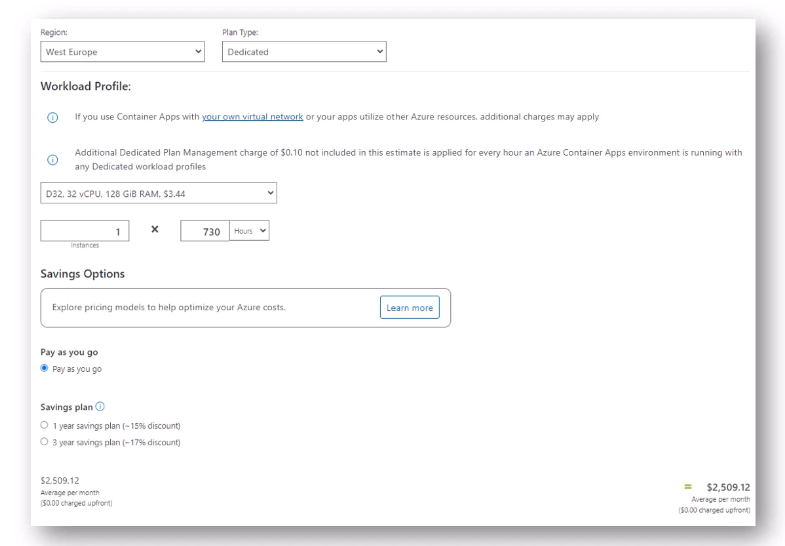 Region:
Plan Type:
West Europe
Dedicated
Workload Profile:
If you use Container Apps with your own virtual network or your apps utilize other Azure resources, additional charges may apply
Additional Dedicated Plan Management charge of $0.10 not included in this estimate is applied for every hour an Azure Container Apps environment is running with
any Dedicated workload profiles
D32, 32 vCPU, 128 GiB RAM, $3.44
1 × 730 Hours
Instances
Savings Options
Explore pricing models to help optimize your Azure costs.
Learn more
Pay as you go
Pay as you go
Savings plan
1 year savings plan (~15% discount)
3 year savings plan (~17% discount)
$2,509.12
Average per month
($0.00 charged upfront)
= $2,509.12
Average per month
($0.00 charged upfront)